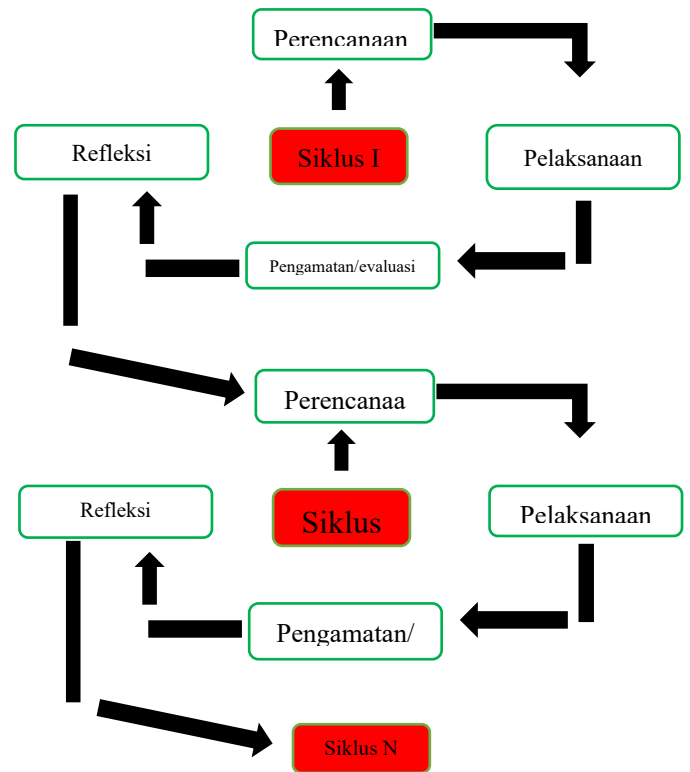 Perencanaan
Siklus I
Refleksi
Pelaksanaan
Pengamatan/evaluasi
Perencanaa
Siklus
Refleksi
Pelaksanaan
Pengamatan/
Siklus N